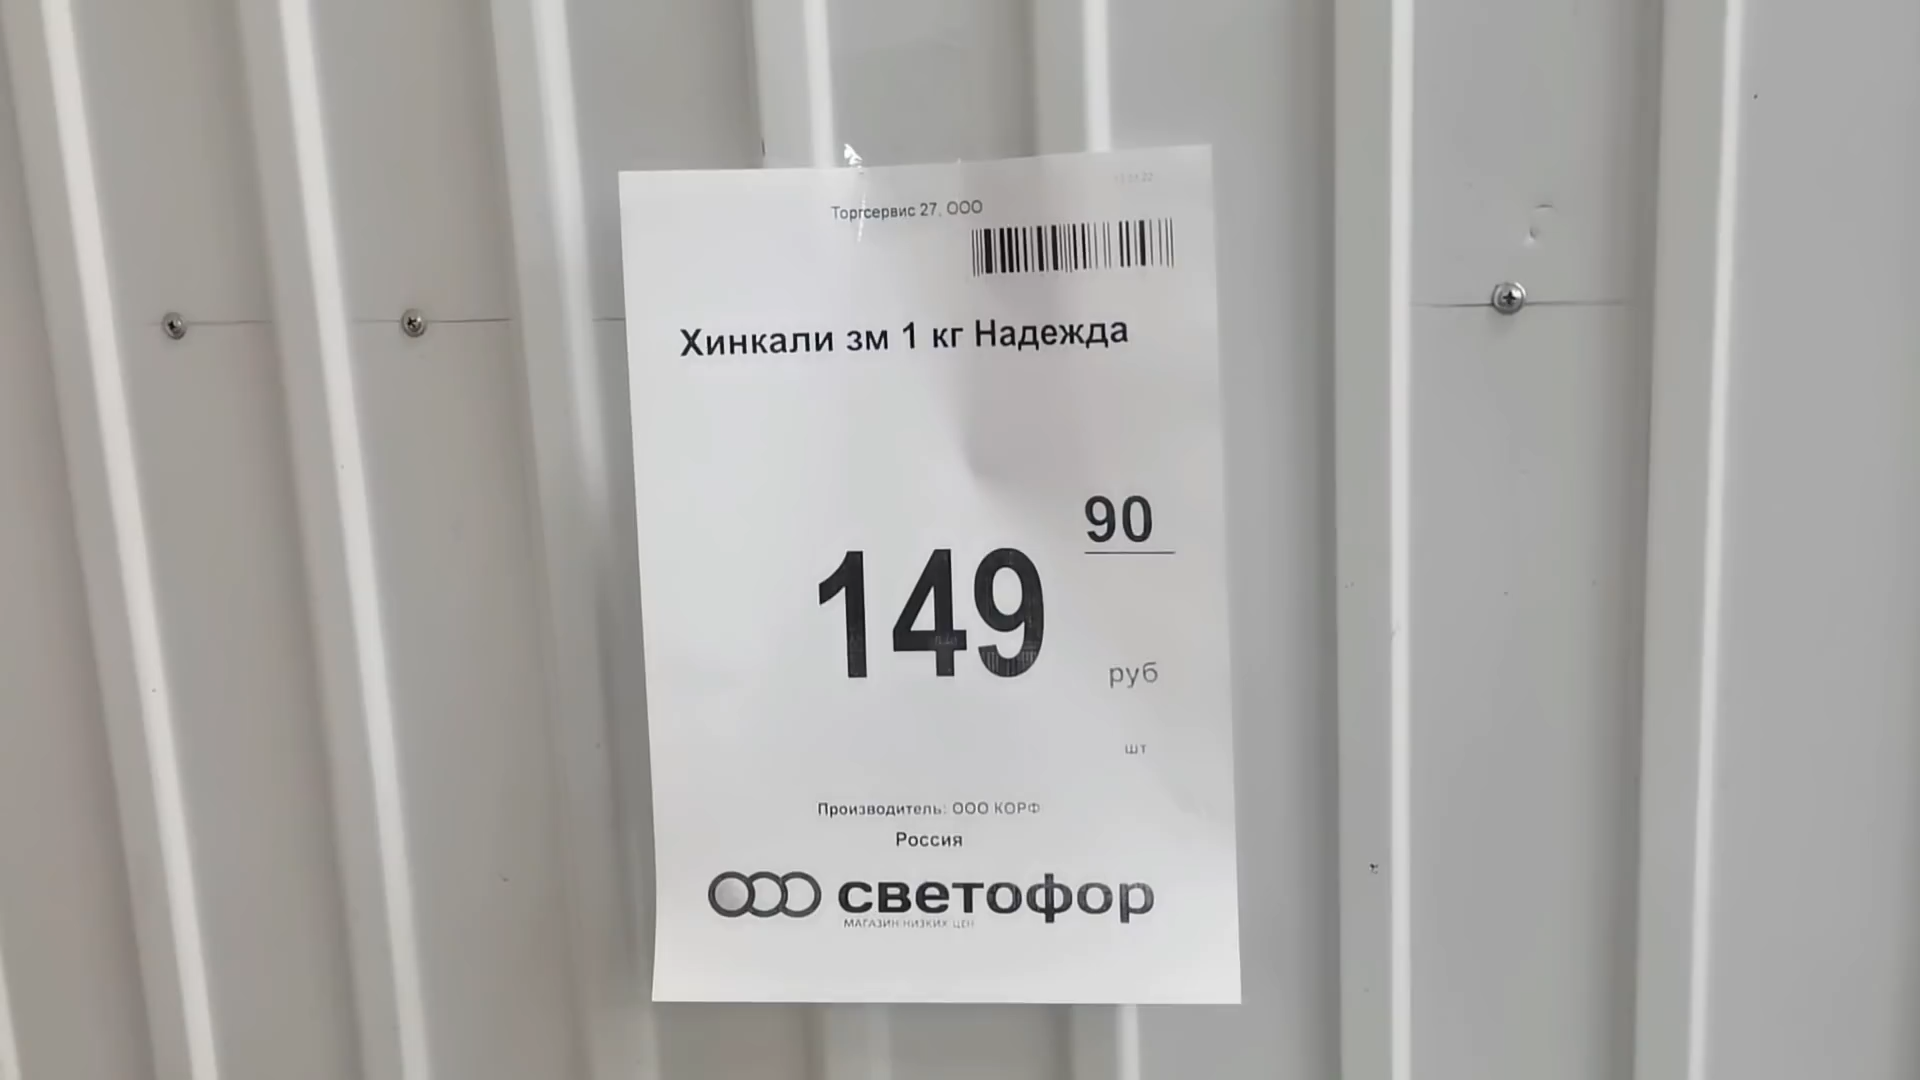 Торгсервис 27, ООО
Хинкали зм 1 кг Надежда
149
90
руб
шт
Производитель: ООО КОРФ
Россия
светофор
МАГАЗИН НИЗКИХ ЦЕН